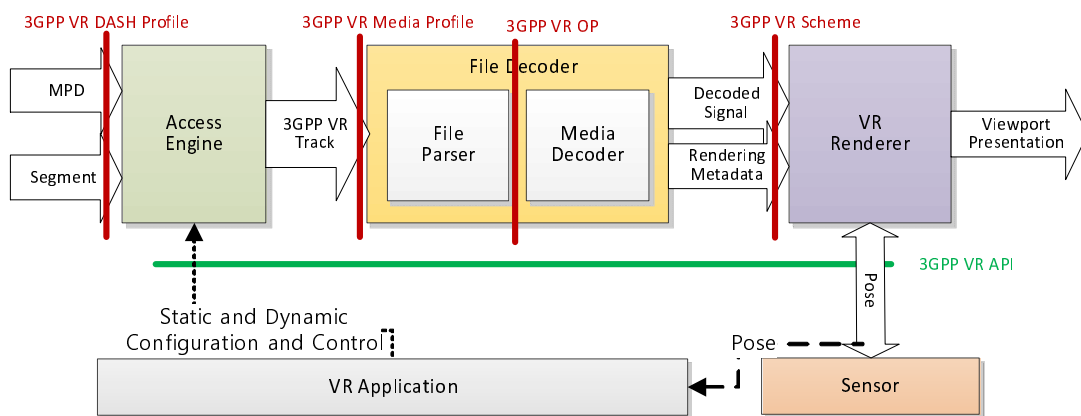 3GPP VR DASH Profile
3GPP VR Media Profile
3GPP VR OP
3GPP VR Scheme
MPD
Segment
Access
Engine
3GPP VR
Track
File Decoder
File
Parser
Media
Decoder
Decoded
Signal
Rendering
Metadata
VR
Renderer
Viewport
Presentation
3GPP VR API
Pose
Static and Dynamic
Configuration and Control
Pose
VR Application
Sensor